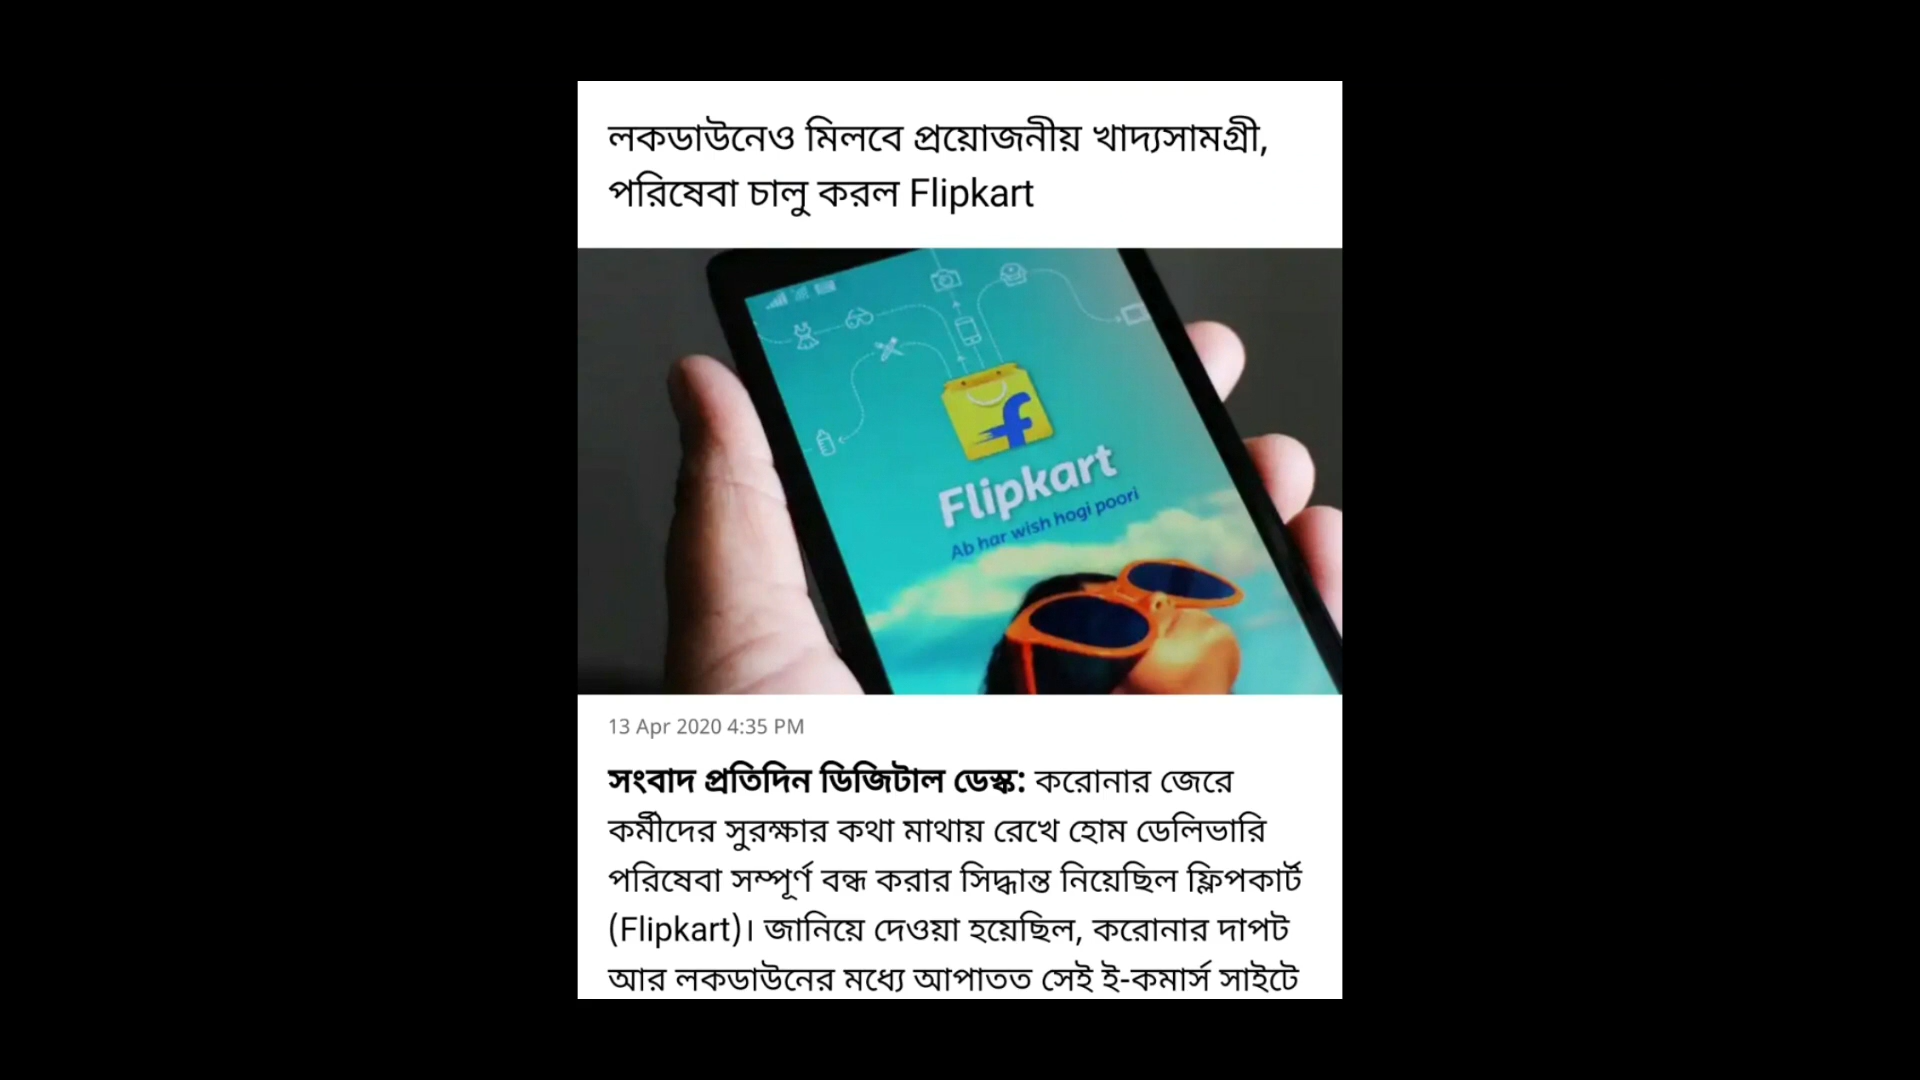 লকডাউনেও মিলবে প্রয়োজনীয় খাদ্যসামগ্রী,
পরিষেবা চালু করল Flipkart
f
Flipkart
Ab har wish hogi poori
13 Apr 2020 4:35 PM
সংবাদ প্রতিদিন ডিজিটাল ডেস্ক: করোনার জেরে
কর্মীদের সুরক্ষার কথা মাথায় রেখে হোম ডেলিভারি
পরিষেবা সম্পূর্ণ বন্ধ করার সিদ্ধান্ত নিয়েছিল ফ্লিপকার্ট
(Flipkart)। জানিয়ে দেওয়া হয়েছিল, করোনার দাপট
আর লকডাউনের মধ্যে আপাতত সেই ই-কমার্স সাইটে